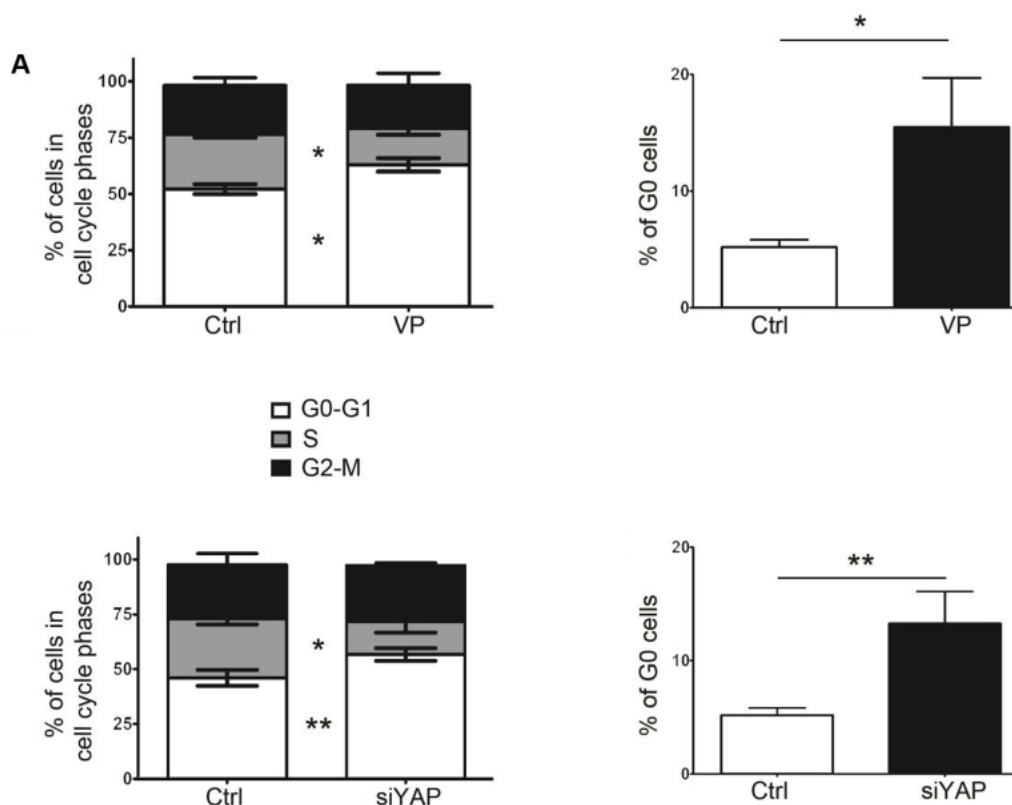 A
% of cells in
cell cycle phases
100
75
50
25
0
*
*
Ctrl
VP
% of G0 cells
20
10
0
*
Ctrl
VP
G0-G1
S
G2-M
% of cells in
cell cycle phases
100
75
50
25
0
*
**
Ctrl
siYAP
% of G0 cells
20
10
0
**
Ctrl
siYAP